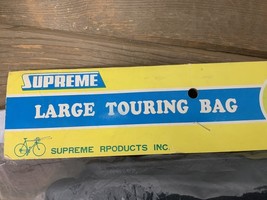 SUPREME
LARGE TOURING BAG
SUPREME RPODUCTS INC.